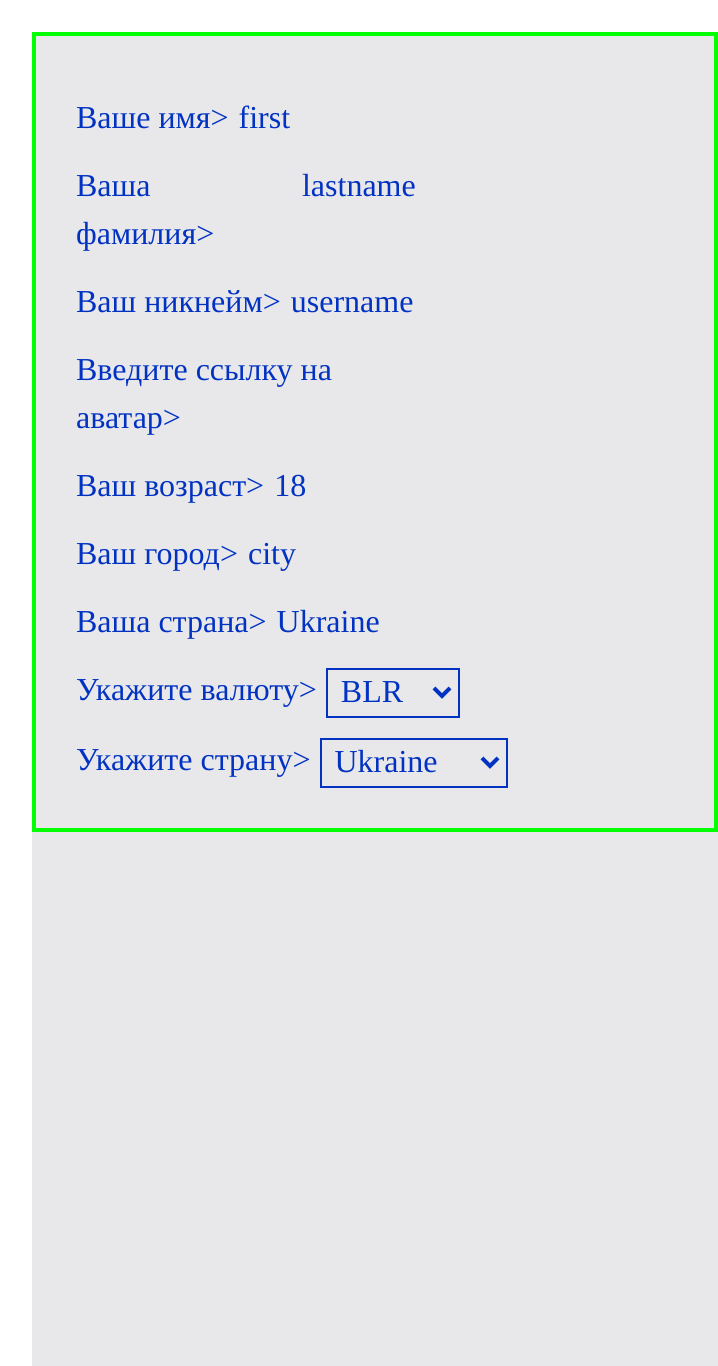 Ваше имя> first
Ваша lastname
фамилия>
Ваш никнейм> username
Введите ссылку на
аватар>
Ваш возраст> 18
Ваш город> city
Ваша страна> Ukraine
Укажите валюту> BLR
Укажите страну> Ukraine